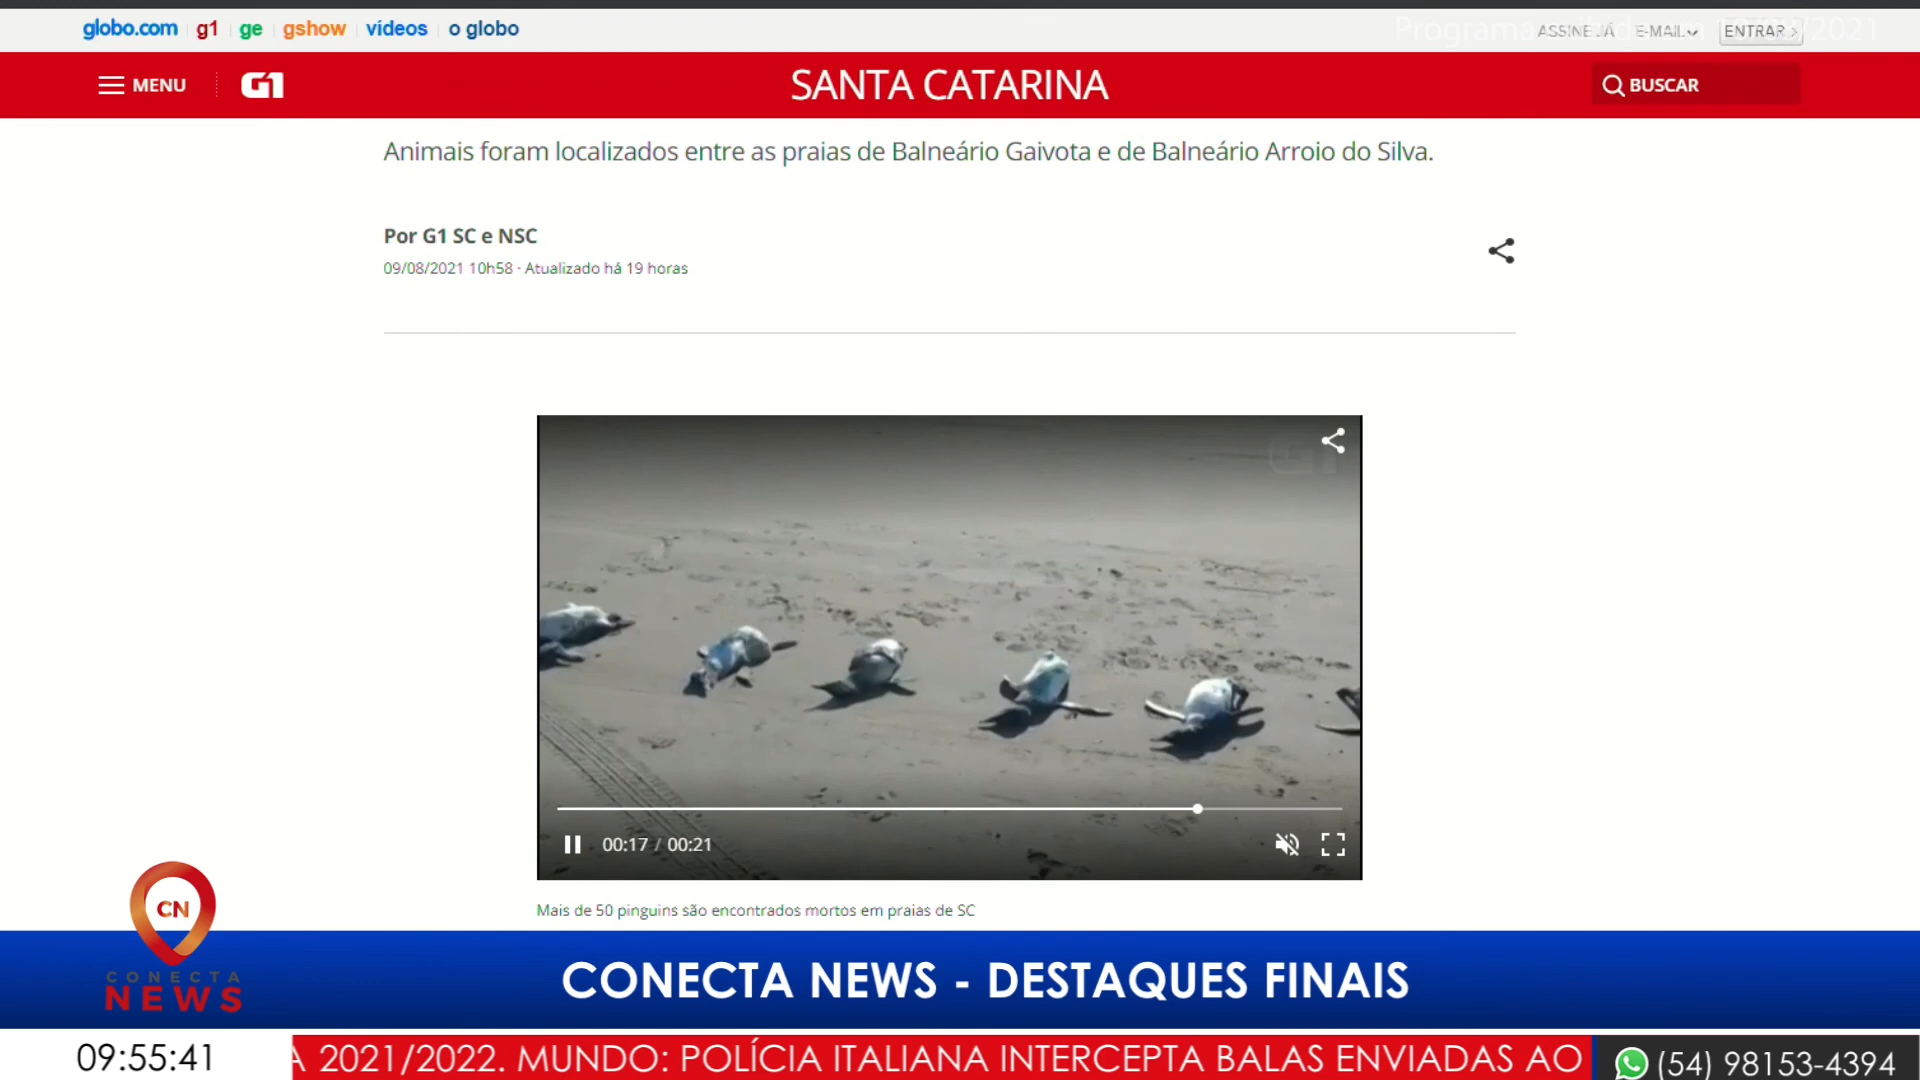 globo.com g1 ge gshow vídeos o globo
ASSINE JÁ E-MAIL ENTRAR
MENU G1 SANTA CATARINA BUSCAR
Animais foram localizados entre as praias de Balneário Gaivota e de Balneário Arroio do Silva.
Por G1 SC e NSC
09/08/2021 10h58 · Atualizado há 19 horas
G1
00:17 / 00:21
Mais de 50 pinguins são encontrados mortos em praias de SC
CN
CONECTA
NEWS
CONECTA NEWS - DESTAQUES FINAIS
09:55:41
A 2021/2022. MUNDO: POLÍCIA ITALIANA INTERCEPTA BALAS ENVIADAS AO
(54) 98153-4394